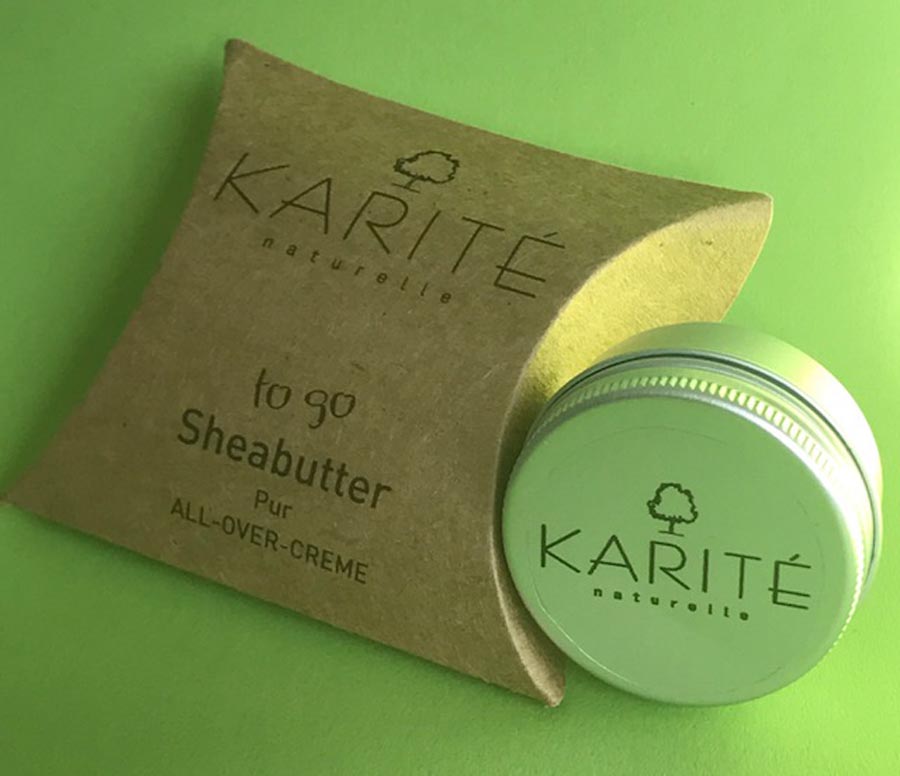 KARITÉ
naturelle
to go
Sheabutter
Pur
ALL-OVER-CREME
KARITÉ
naturelle